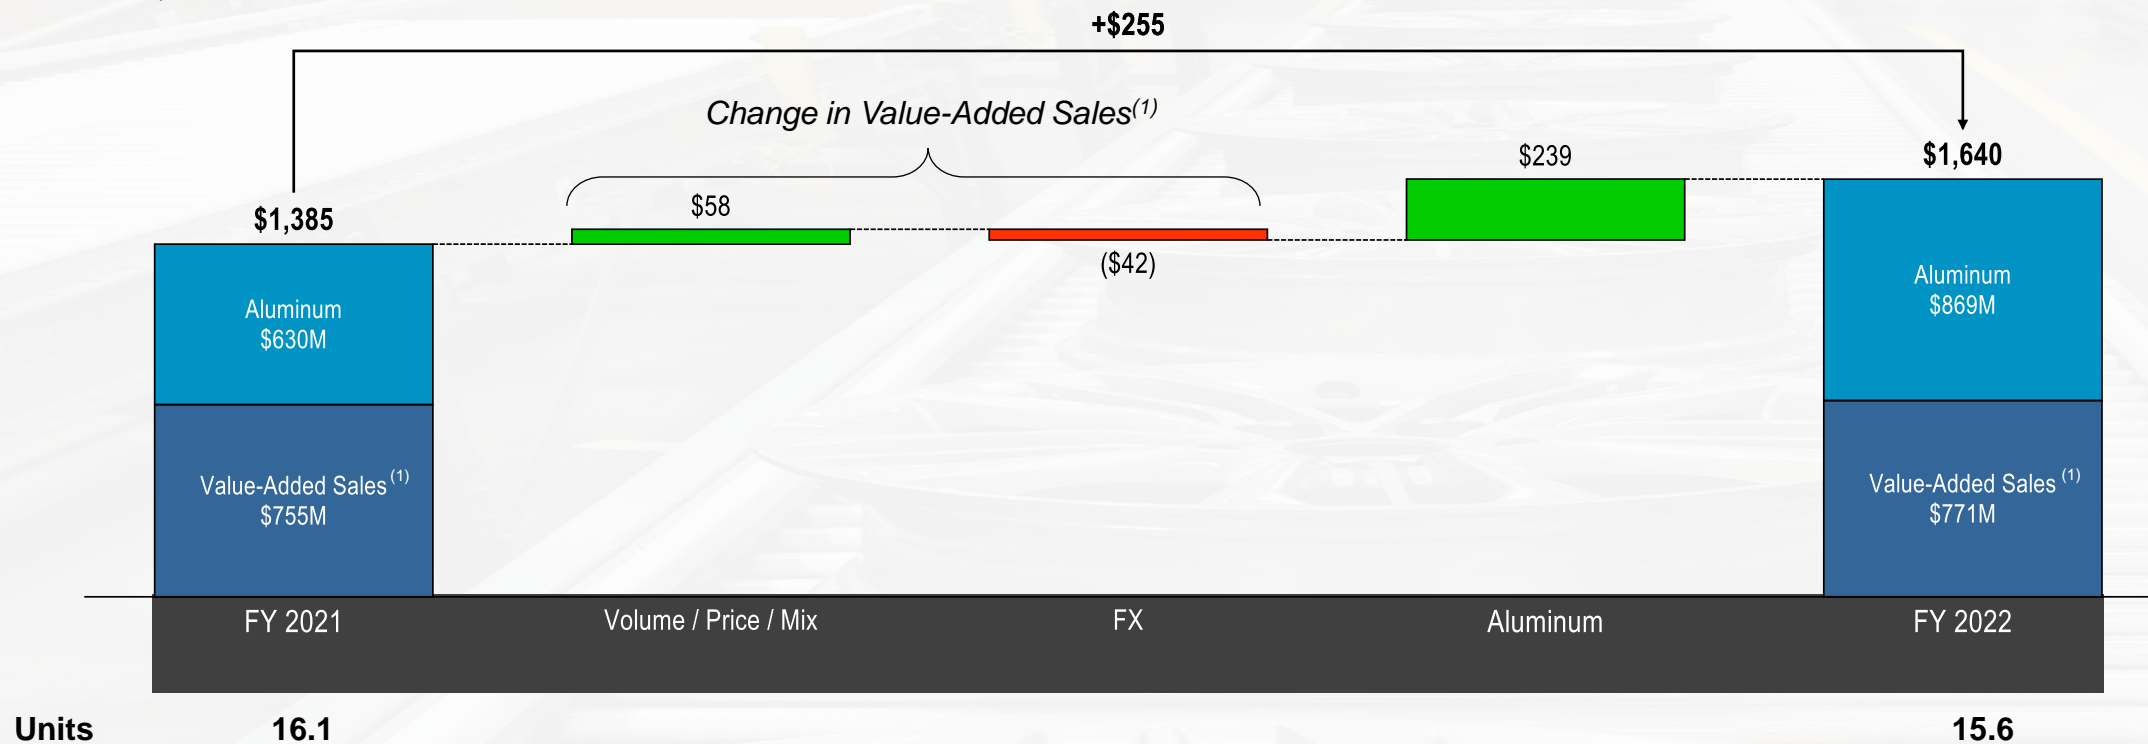 +$255
Change in Value-Added Sales(1)
$1,385
$58
($42)
$239
$1,640
Aluminum
$630M
Value-Added Sales (1)
$755M
Aluminum
$869M
Value-Added Sales (1)
$771M
FY 2021
Volume / Price / Mix
FX
Aluminum
FY 2022
Units 16.1 15.6